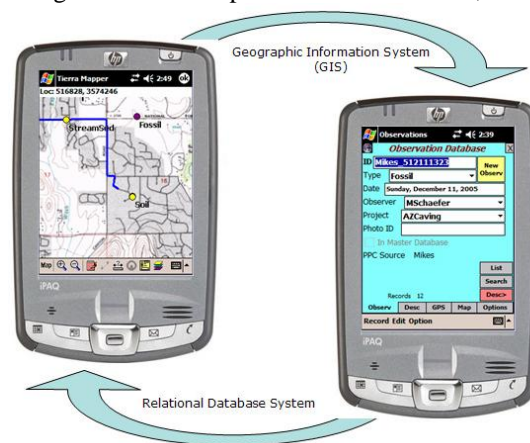 Geographic Information System
(GIS)
hp
Tierra Mapper 2:49 ok
Loc: 516828, 3574246
StreamSed
Fossil
Soil
Map
iPAQ
hp
Observations 2:39
Observation Database X
ID Mikes_512111323
New
Observ
Type Fossil
Date Sunday, December 11, 2005
Observer MSchaefer
Project AZCaving
Photo ID
In Master Database
PPC Source Mikes
List
Search
Records 12
Desc>
Observ Desc GPS Map Options
Record Edit Option
iPAQ
Relational Database System